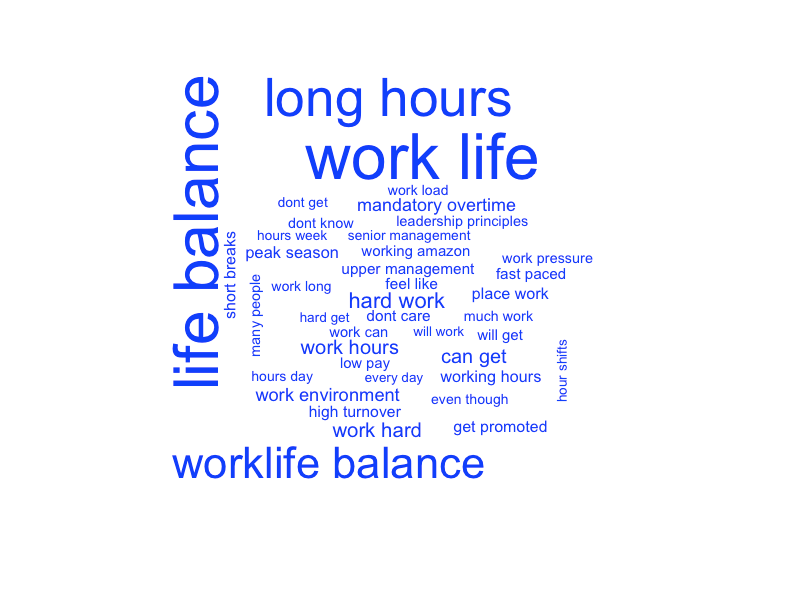 life balance
long hours
work life
work load
dont get
mandatory overtime
dont know
leadership principles
short breaks
hours week
senior management
peak season
working amazon
work pressure
upper management
fast paced
many people
work long
feel like
place work
hard work
hard get
dont care
much work
work can
will work
will get
work hours
can get
hour shifts
low pay
hours day
every day
working hours
work environment
even though
high turnover
work hard
get promoted
worklife balance